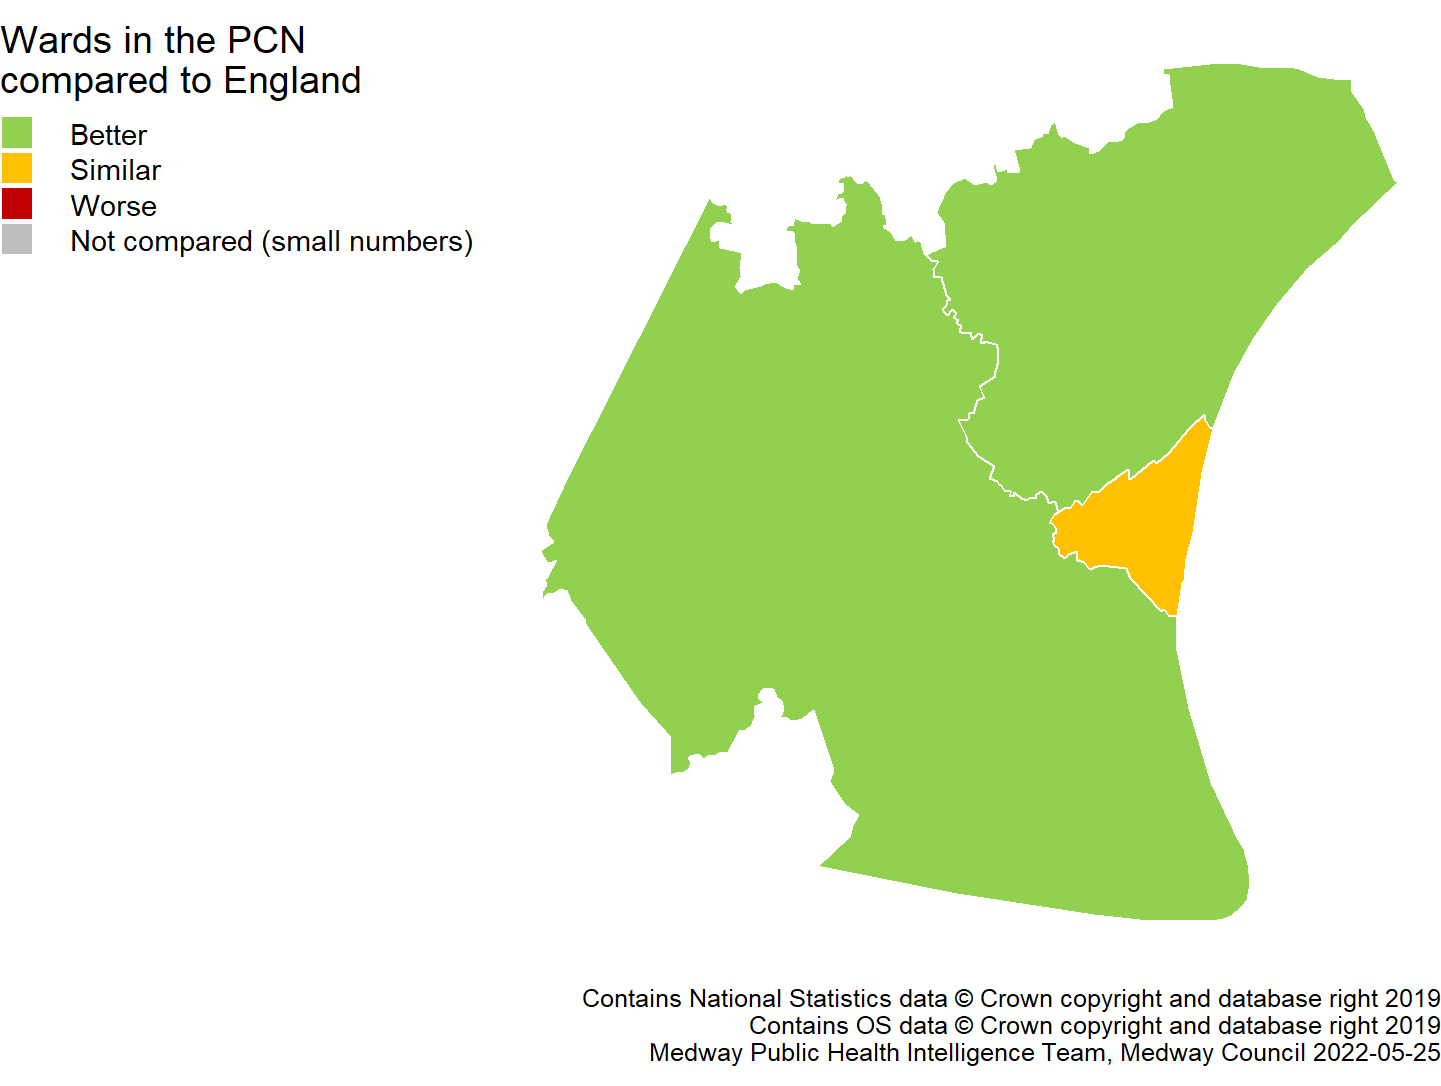 Wards in the PCN
compared to England
Better
Similar
Worse
Not compared (small numbers)
Contains National Statistics data © Crown copyright and database right 2019
Contains OS data © Crown copyright and database right 2019
Medway Public Health Intelligence Team, Medway Council 2022-05-25